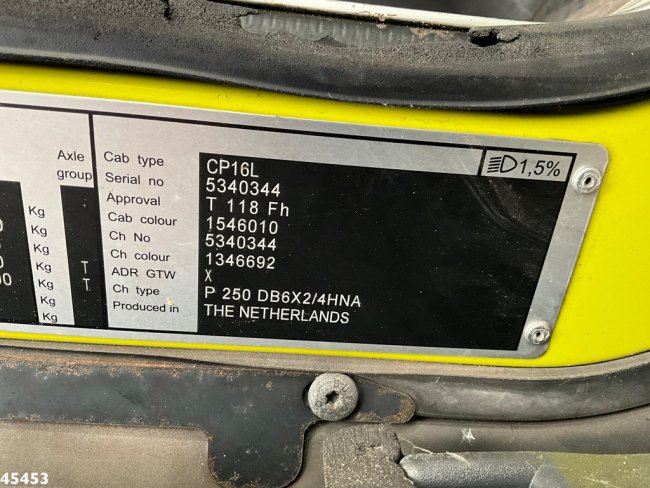 1,5%
Axle
group
Cab type CP16L
Serial no 5340344
Approval T 118 Fh
Cab colour 1546010
Ch No 5340344
Ch colour 1346692
ADR GTW X
Ch type P 250 DB6X2/4HNA
Produced in THE NETHERLANDS
Kg
Kg
Kg
Kg T
Kg T
Kg
Kg
45453